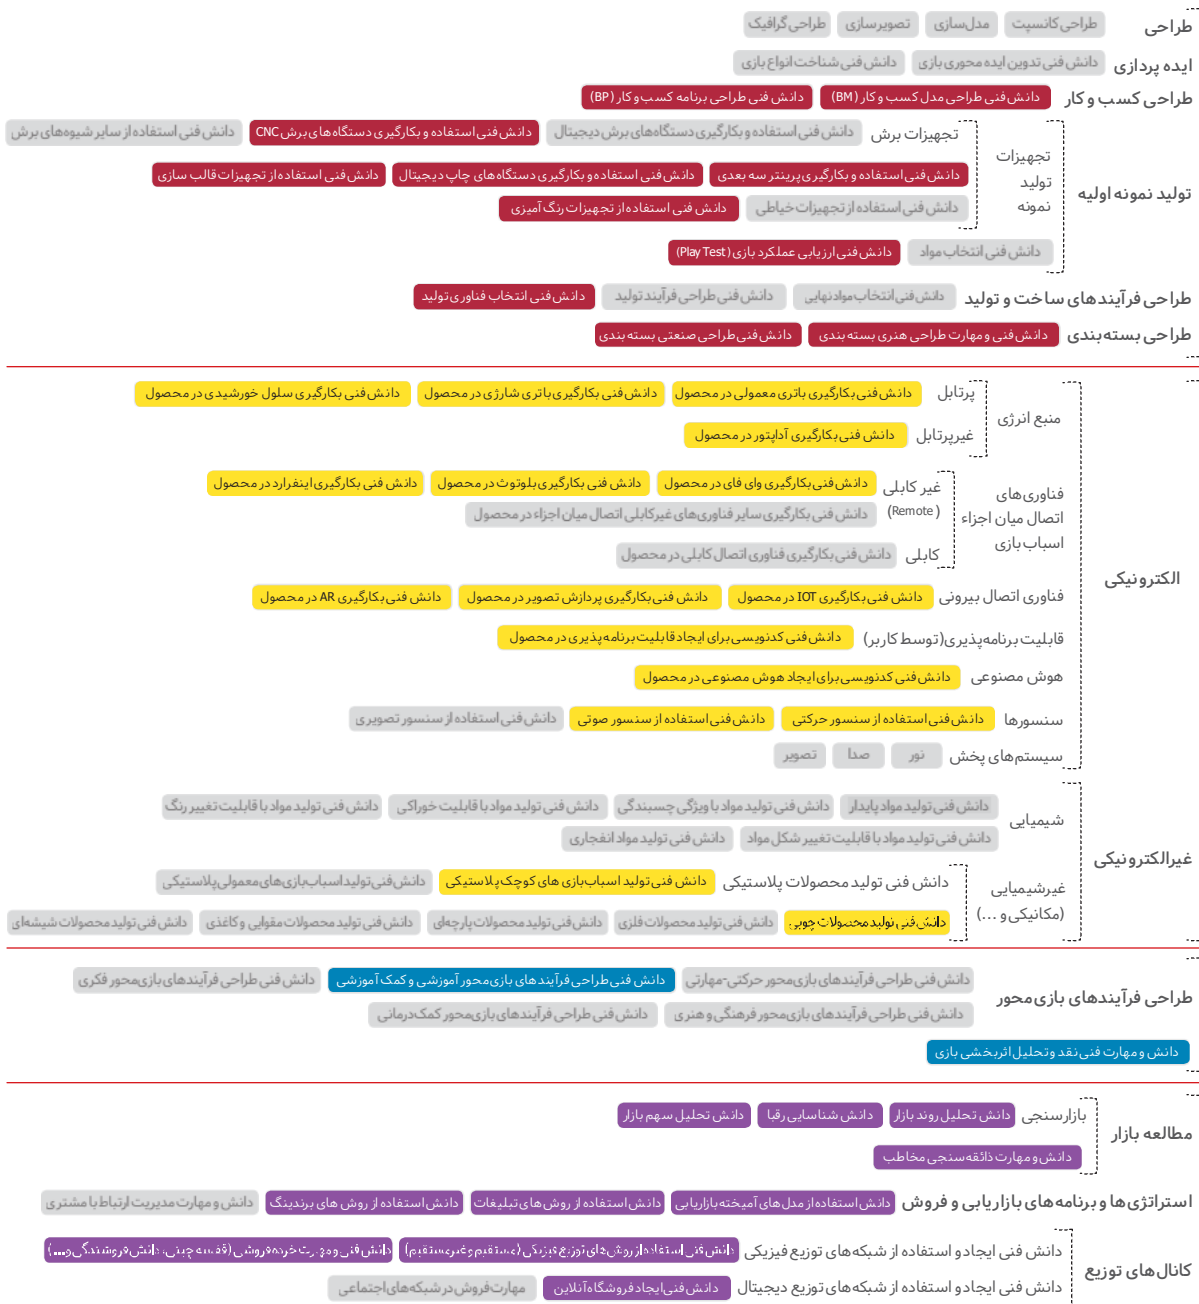 طراحی طراحی کانسپت مدل‌سازی تصویرسازی طراحی گرافیک
ایده پردازی دانش فنی تدوین ایده محوری بازی دانش فنی شناخت انواع بازی
طراحی کسب و کار دانش فنی طراحی مدل کسب و کار (BM) دانش فنی طراحی برنامه کسب و کار (BP)
تولید نمونه اولیه
تجهیزات تولید نمونه
تجهیزات برش دانش فنی استفاده و بکارگیری دستگاه‌های برش دیجیتال دانش فنی استفاده و بکارگیری دستگاه‌های برش CNC دانش فنی استفاده از سایر شیوه‌های برش
دانش فنی استفاده و بکارگیری پرینتر سه بعدی دانش فنی استفاده و بکارگیری دستگاه‌های چاپ دیجیتال دانش فنی استفاده از تجهیزات قالب سازی
دانش فنی استفاده از تجهیزات خیاطی دانش فنی استفاده از تجهیزات رنگ آمیزی
دانش فنی انتخاب مواد دانش فنی ارزیابی عملکرد بازی (Play Test)
طراحی فرآیندهای ساخت و تولید دانش فنی انتخاب مواد نهایی دانش فنی طراحی فرآیند تولید دانش فنی انتخاب فناوری تولید
طراحی بسته‌بندی دانش فنی و مهارت طراحی هنری بسته بندی دانش فنی طراحی صنعتی بسته بندی
الکترونیکی
منبع انرژی
پرتابل دانش فنی بکارگیری باتری معمولی در محصول دانش فنی بکارگیری باتری شارژی در محصول دانش فنی بکارگیری سلول خورشیدی در محصول
غیرپرتابل دانش فنی بکارگیری آداپتور در محصول
فناوری‌های
اتصال میان اجزاء
اسباب‌بازی
غیر کابلی دانش فنی بکارگیری وای فای در محصول دانش فنی بکارگیری بلوتوث در محصول دانش فنی بکارگیری اینفرارد در محصول
(Remote) دانش فنی بکارگیری سایر فناوری‌های غیرکابلی اتصال میان اجزاء در محصول
کابلی دانش فنی بکارگیری فناوری اتصال کابلی در محصول
فناوری اتصال بیرونی دانش فنی بکارگیری IOT در محصول دانش فنی بکارگیری پردازش تصویر در محصول دانش فنی بکارگیری AR در محصول
قابلیت برنامه‌پذیری(توسط کاربر) دانش فنی کدنویسی برای ایجاد قابلیت برنامه پذیری در محصول
هوش مصنوعی دانش فنی کدنویسی برای ایجاد هوش مصنوعی در محصول
سنسورها دانش فنی استفاده از سنسور حرکتی دانش فنی استفاده از سنسور صوتی دانش فنی استفاده از سنسور تصویری
سیستم‌های پخش نور صدا تصویر
غیرالکترونیکی
شیمیایی
دانش فنی تولید مواد پایدار دانش فنی تولید مواد با ویژگی چسبندگی دانش فنی تولید مواد با قابلیت خوراکی دانش فنی تولید مواد با قابلیت تغییر رنگ
دانش فنی تولید مواد با قابلیت تغییر شکل مواد دانش فنی تولید مواد انفجاری
غیرشیمیایی
(مکانیکی و ...)
دانش فنی تولید محصولات پلاستیکی دانش فنی تولید اسباب‌بازی های کوچک پلاستیکی دانش فنی تولید اسباب‌بازی‌های معمولی پلاستیکی
دانش فنی تولید محصولات چوبی دانش فنی تولید محصولات فلزی دانش فنی تولید محصولات پارچه‌ای دانش فنی تولید محصولات مقوایی و کاغذی دانش فنی تولید محصولات شیشه‌ای
طراحی فرآیندهای بازی‌محور
دانش فنی طراحی فرآیندهای بازی‌محور حرکتی-مهارتی دانش فنی طراحی فرآیندهای بازی‌محور آموزشی و کمک آموزشی دانش فنی طراحی فرآیندهای بازی‌محور فکری
دانش فنی طراحی فرآیندهای بازی‌محور فرهنگی و هنری دانش فنی طراحی فرآیندهای بازی‌محور کمک‌درمانی
دانش و مهارت فنی نقد و تحلیل اثربخشی بازی
مطالعه بازار
بازارسنجی دانش تحلیل روند بازار دانش شناسایی رقبا دانش تحلیل سهم بازار
دانش و مهارت ذائقه‌سنجی مخاطب
استراتژی‌ها و برنامه‌های بازاریابی و فروش دانش استفاده از مدل‌های آمیخته بازاریابی دانش استفاده از روش های تبلیغات دانش استفاده از روش های برندینگ دانش و مهارت مدیریت ارتباط با مشتری
کانال‌های توزیع
دانش فنی ایجاد و استفاده از شبکه‌های توزیع فیزیکی دانش فنی استفاده از روش های توزیع فیزیکی (مستقیم و غیرمستقیم) دانش فنی و مهارت خرده‌فروشی (قفسه چینی، دانش فروشندگی و...)
دانش فنی ایجاد و استفاده از شبکه‌های توزیع دیجیتال دانش فنی ایجاد فروشگاه آنلاین مهارت فروش در شبکه‌های اجتماعی